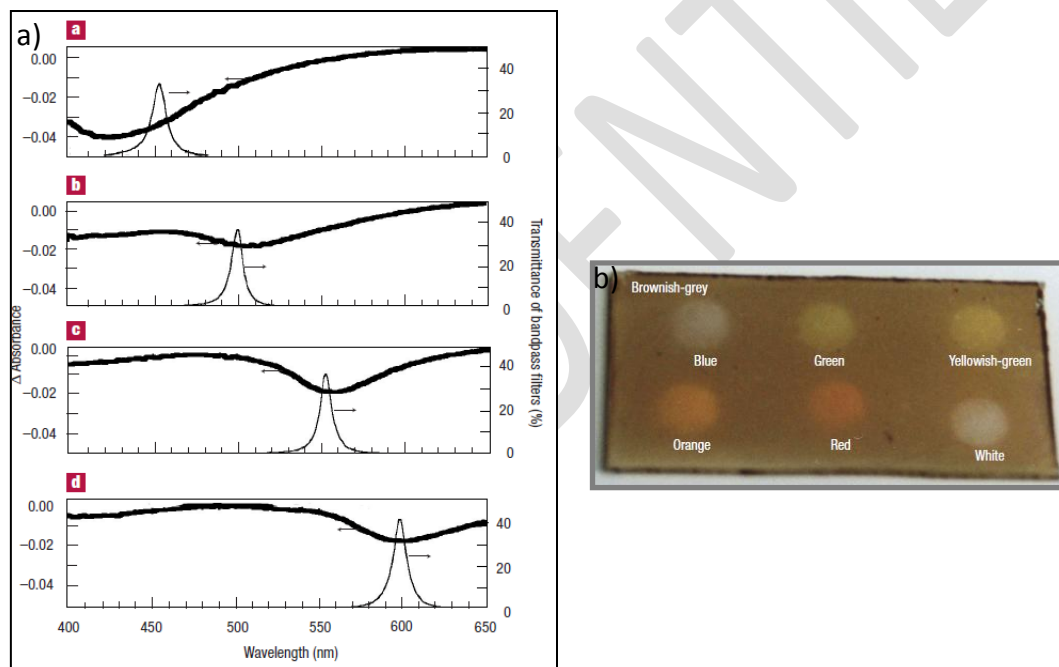 a)
a
0.00
−0.02
−0.04
40
20
0
b
0.00
−0.02
−0.04
40
20
0
c
0.00
−0.02
−0.04
40
20
0
d
0.00
−0.02
−0.04
40
20
0
400 450 500 550 600 650
Wavelength (nm)
Δ Absorbance
Transmittance of bandpass filters (%)
b)
Brownish-grey
Blue Green Yellowish-green
Orange Red White